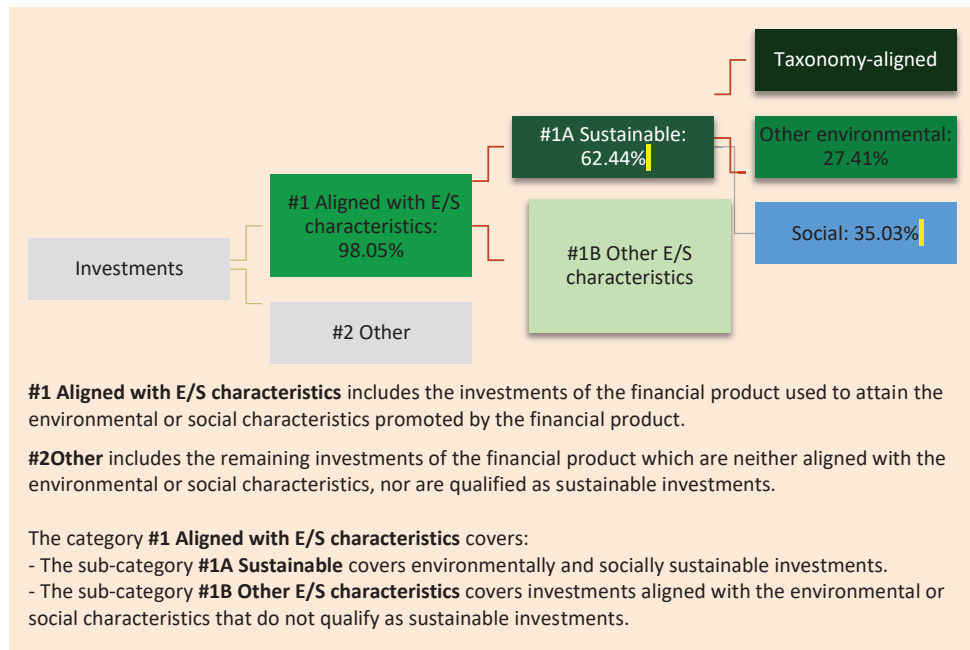 Taxonomy-aligned
#1A Sustainable:
62.44%
Other environmental:
27.41%
#1 Aligned with E/S
characteristics:
98.05%
Social: 35.03%
#1B Other E/S
characteristics
Investments
#2 Other
#1 Aligned with E/S characteristics includes the investments of the financial product used to attain the
environmental or social characteristics promoted by the financial product.
#2Other includes the remaining investments of the financial product which are neither aligned with the
environmental or social characteristics, nor are qualified as sustainable investments.
The category #1 Aligned with E/S characteristics covers:
- The sub-category #1A Sustainable covers environmentally and socially sustainable investments.
- The sub-category #1B Other E/S characteristics covers investments aligned with the environmental or
social characteristics that do not qualify as sustainable investments.